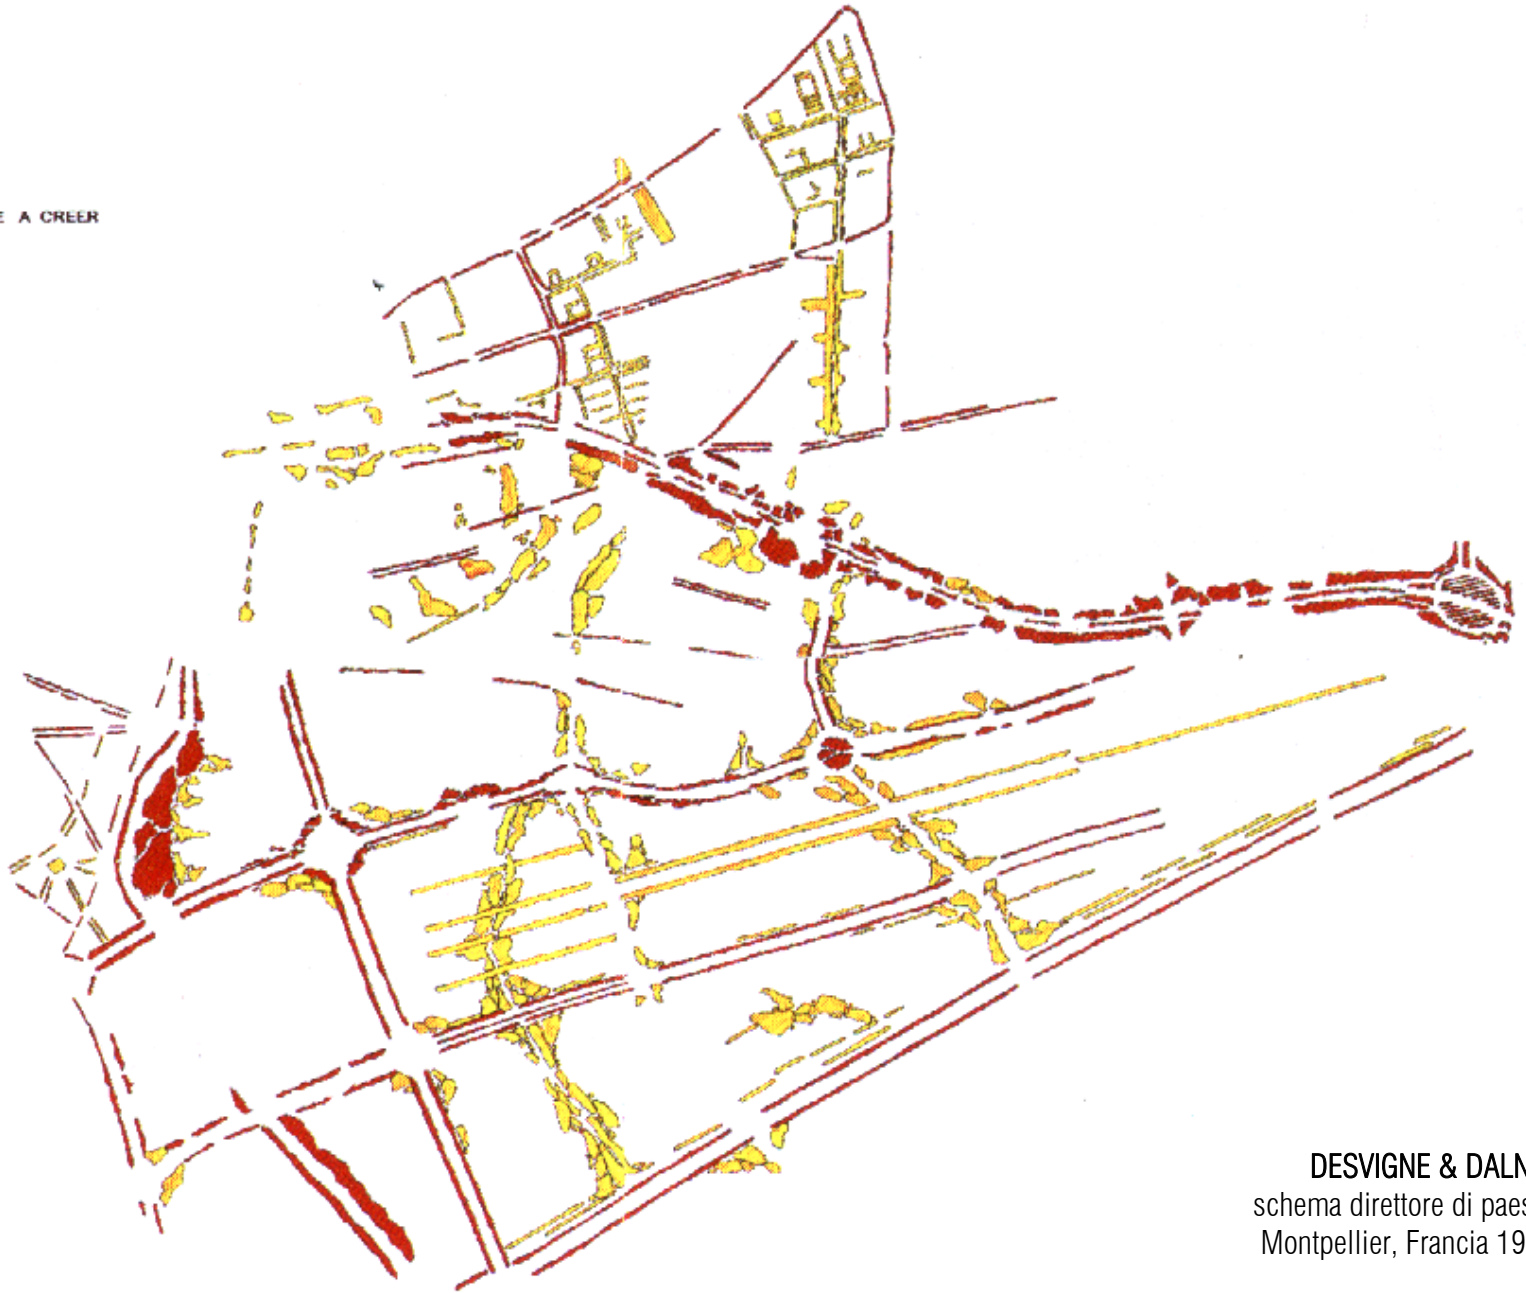 A CREER
DESVIGNE & DALN
schema direttore di paes
Montpellier, Francia 19